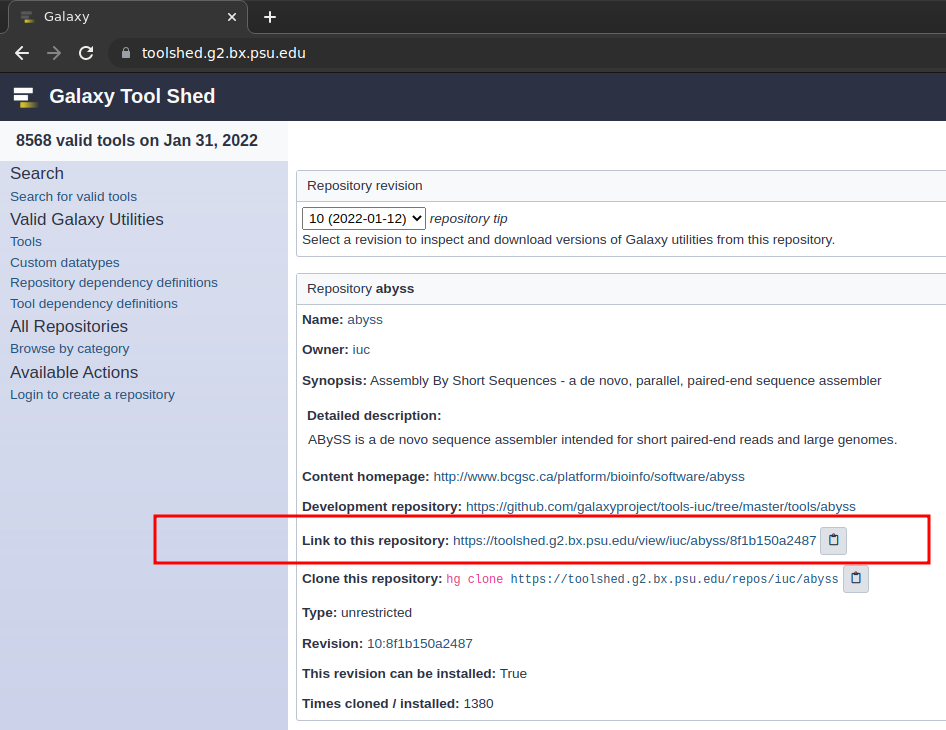 Galaxy
toolshed.g2.bx.psu.edu
Galaxy Tool Shed
8568 valid tools on Jan 31, 2022
Search
Search for valid tools
Valid Galaxy Utilities
Tools
Custom datatypes
Repository dependency definitions
Tool dependency definitions
All Repositories
Browse by category
Available Actions
Login to create a repository
Repository revision
10 (2022-01-12) repository tip
Select a revision to inspect and download versions of Galaxy utilities from this repository.
Repository abyss
Name: abyss
Owner: iuc
Synopsis: Assembly By Short Sequences - a de novo, parallel, paired-end sequence assembler
Detailed description:
ABySS is a de novo sequence assembler intended for short paired-end reads and large genomes.
Content homepage: http://www.bcgsc.ca/platform/bioinfo/software/abyss
Development repository: https://github.com/galaxyproject/tools-iuc/tree/master/tools/abyss
Link to this repository: https://toolshed.g2.bx.psu.edu/view/iuc/abyss/8f1b150a2487
Clone this repository: hg clone https://toolshed.g2.bx.psu.edu/repos/iuc/abyss
Type: unrestricted
Revision: 10:8f1b150a2487
This revision can be installed: True
Times cloned / installed: 1380